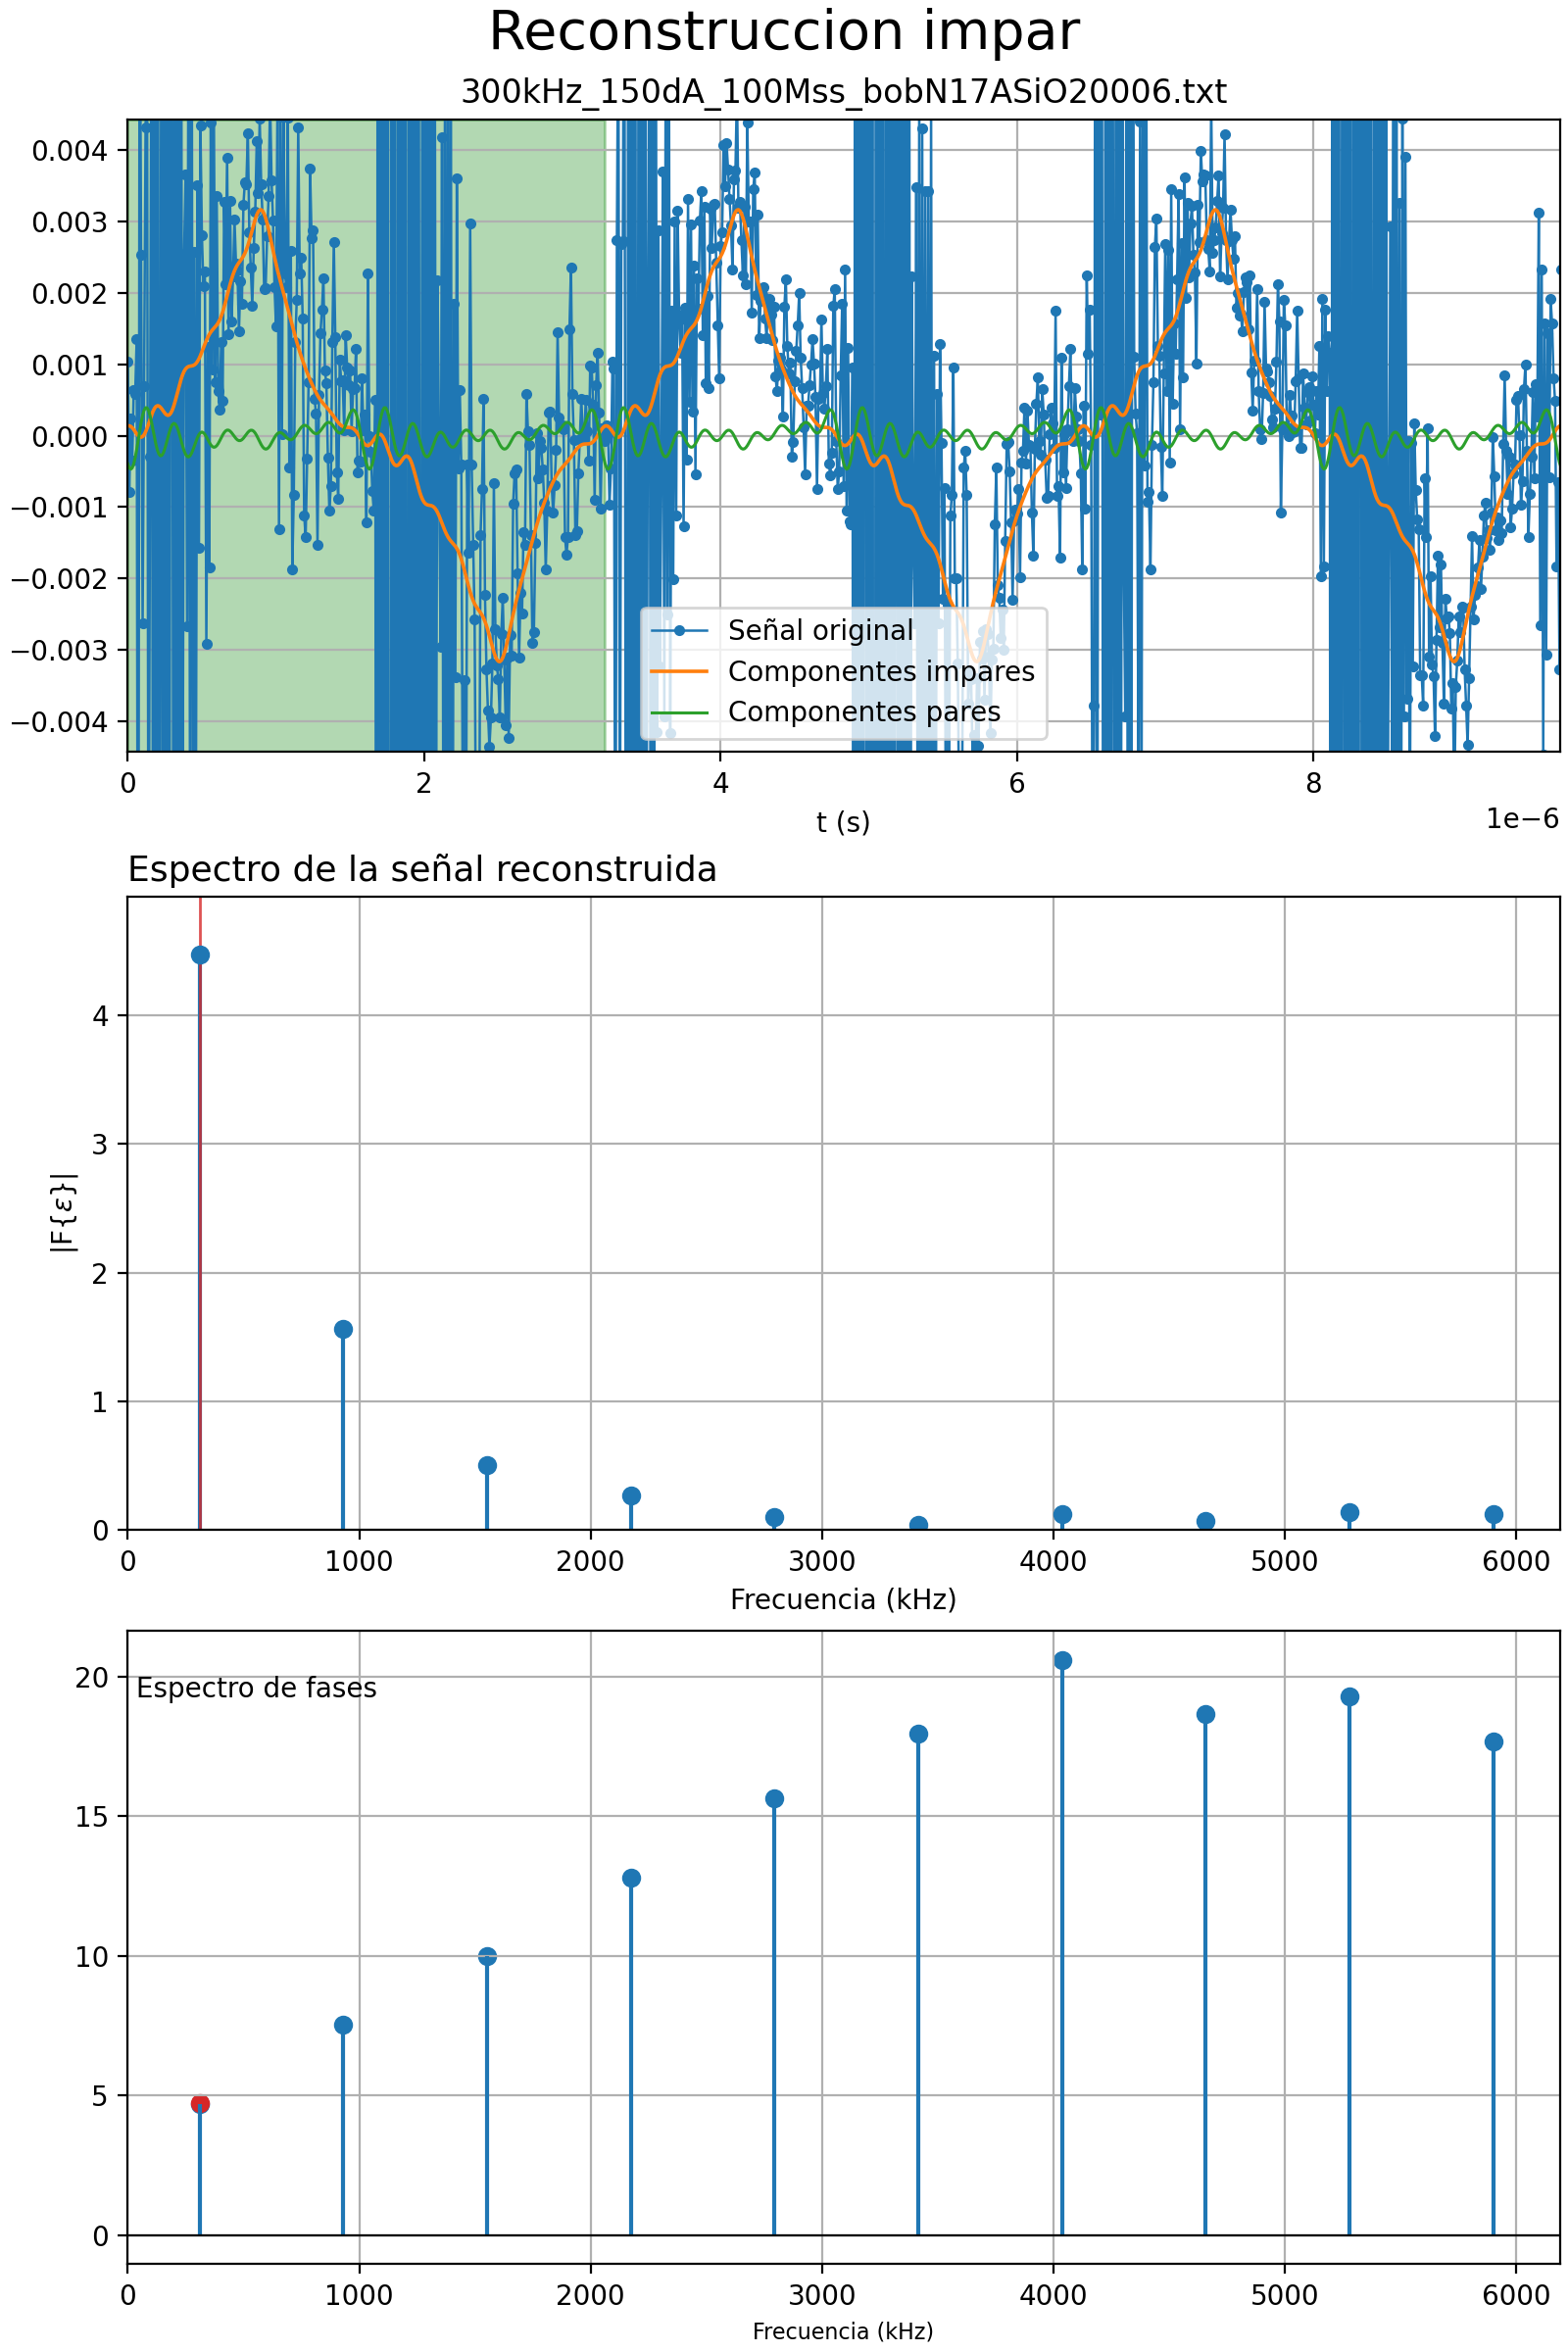 Reconstruccion impar
300kHz_150dA_100Mss_bobN17ASiO20006.txt
0.004
0.003
0.002
0.001
0.000
−0.001
−0.002
−0.003
−0.004
Señal original
Componentes impares
Componentes pares
0 2 4 6 8
1e−6
t (s)
Espectro de la señal reconstruida
4
3
2
1
0
|F{ε}|
0 1000 2000 3000 4000 5000 6000
Frecuencia (kHz)
20
15
10
5
0
Espectro de fases
0 1000 2000 3000 4000 5000 6000
Frecuencia (kHz)